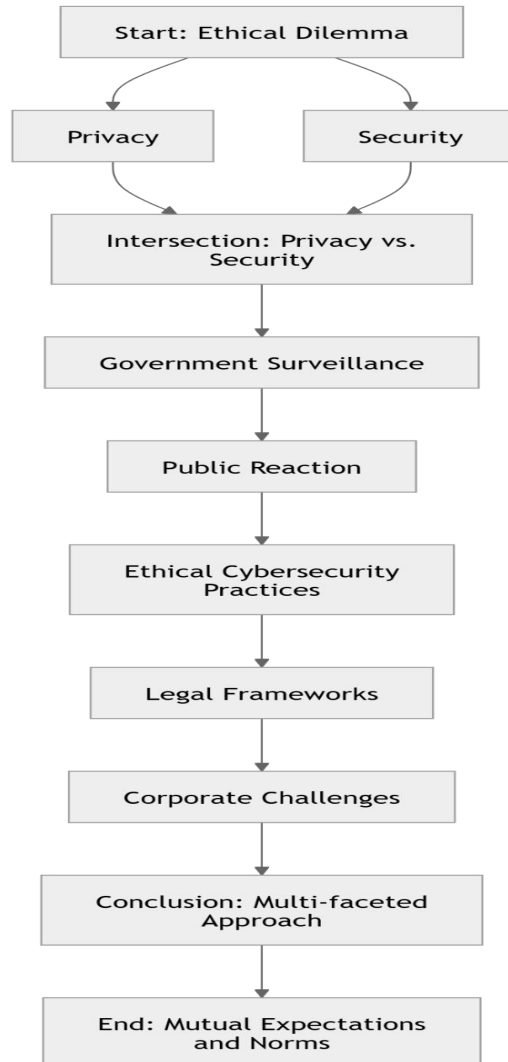 Start: Ethical Dilemma
Privacy
Security
Intersection: Privacy vs.
Security
Government Surveillance
Public Reaction
Ethical Cybersecurity
Practices
Legal Frameworks
Corporate Challenges
Conclusion: Multi-faceted
Approach
End: Mutual Expectations
and Norms